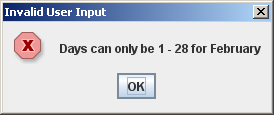 Invalid User Input
X
Days can only be 1 - 28 for February
OK